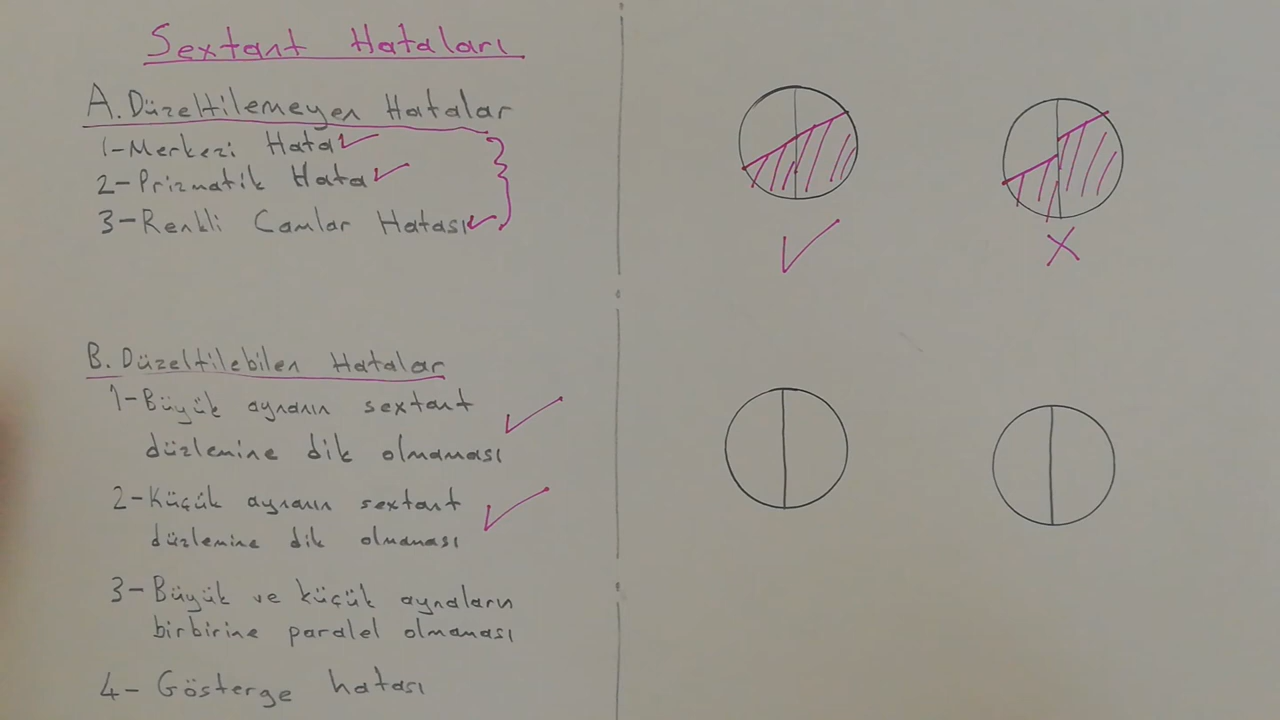 Sextant Hataları
A. Düzeltilemeyen Hatalar
1-Merkezi Hata
2-Prizmatik Hata
3-Renkli Camlar Hatası
B. Düzeltilebilen Hatalar
1-Büyük aynanın sextant
düzlemine dik olmaması
2-Küçük aynanın sextant
düzlemine dik olmaması
3-Büyük ve küçük aynaların
birbirine paralel olmaması
4- Gösterge hatası